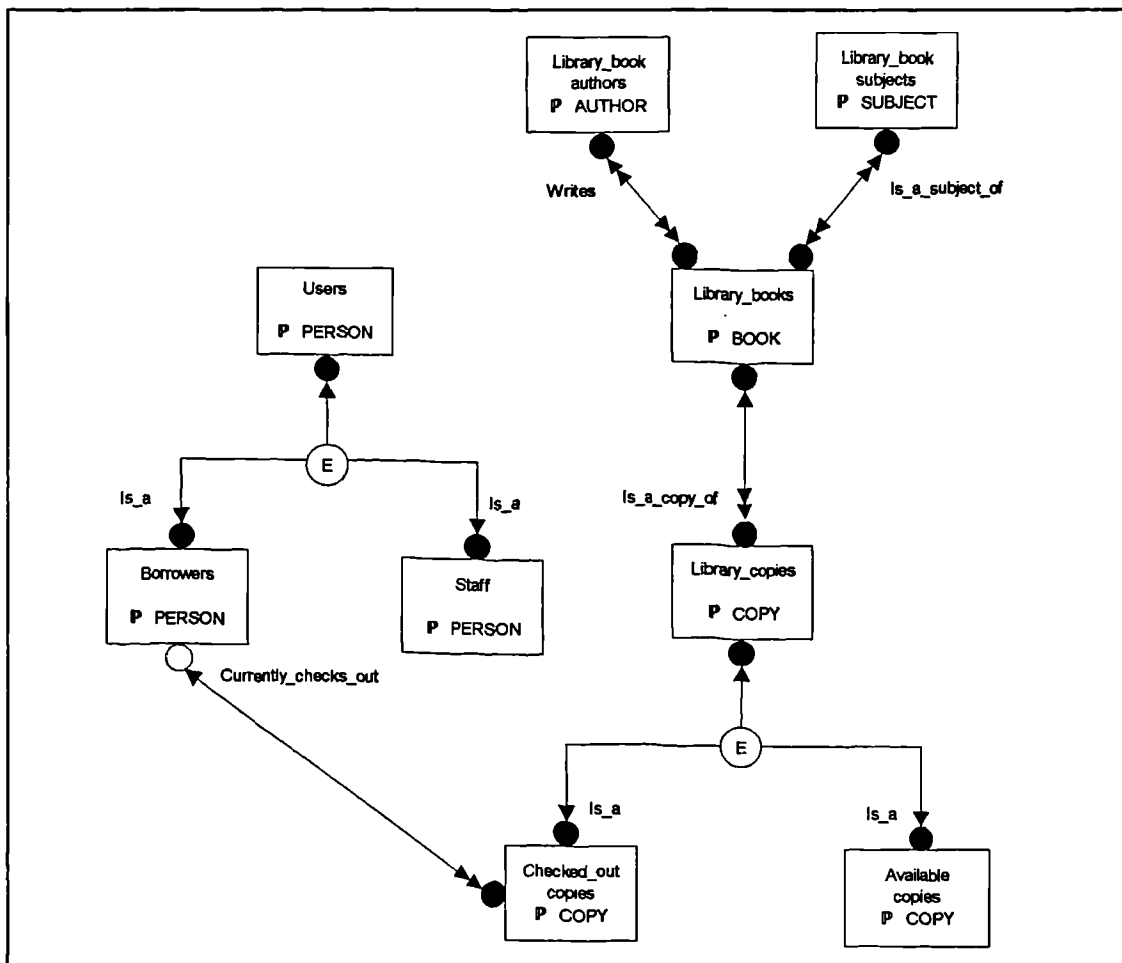 Library_book
authors
ℙ AUTHOR
Library_book
subjects
ℙ SUBJECT
Writes
Is_a_subject_of
Users
ℙ PERSON
Library_books
ℙ BOOK
E
Is_a
Is_a
Is_a_copy_of
Borrowers
ℙ PERSON
Staff
ℙ PERSON
Library_copies
ℙ COPY
Currently_checks_out
E
Is_a
Is_a
Checked_out
copies
ℙ COPY
Available
copies
ℙ COPY